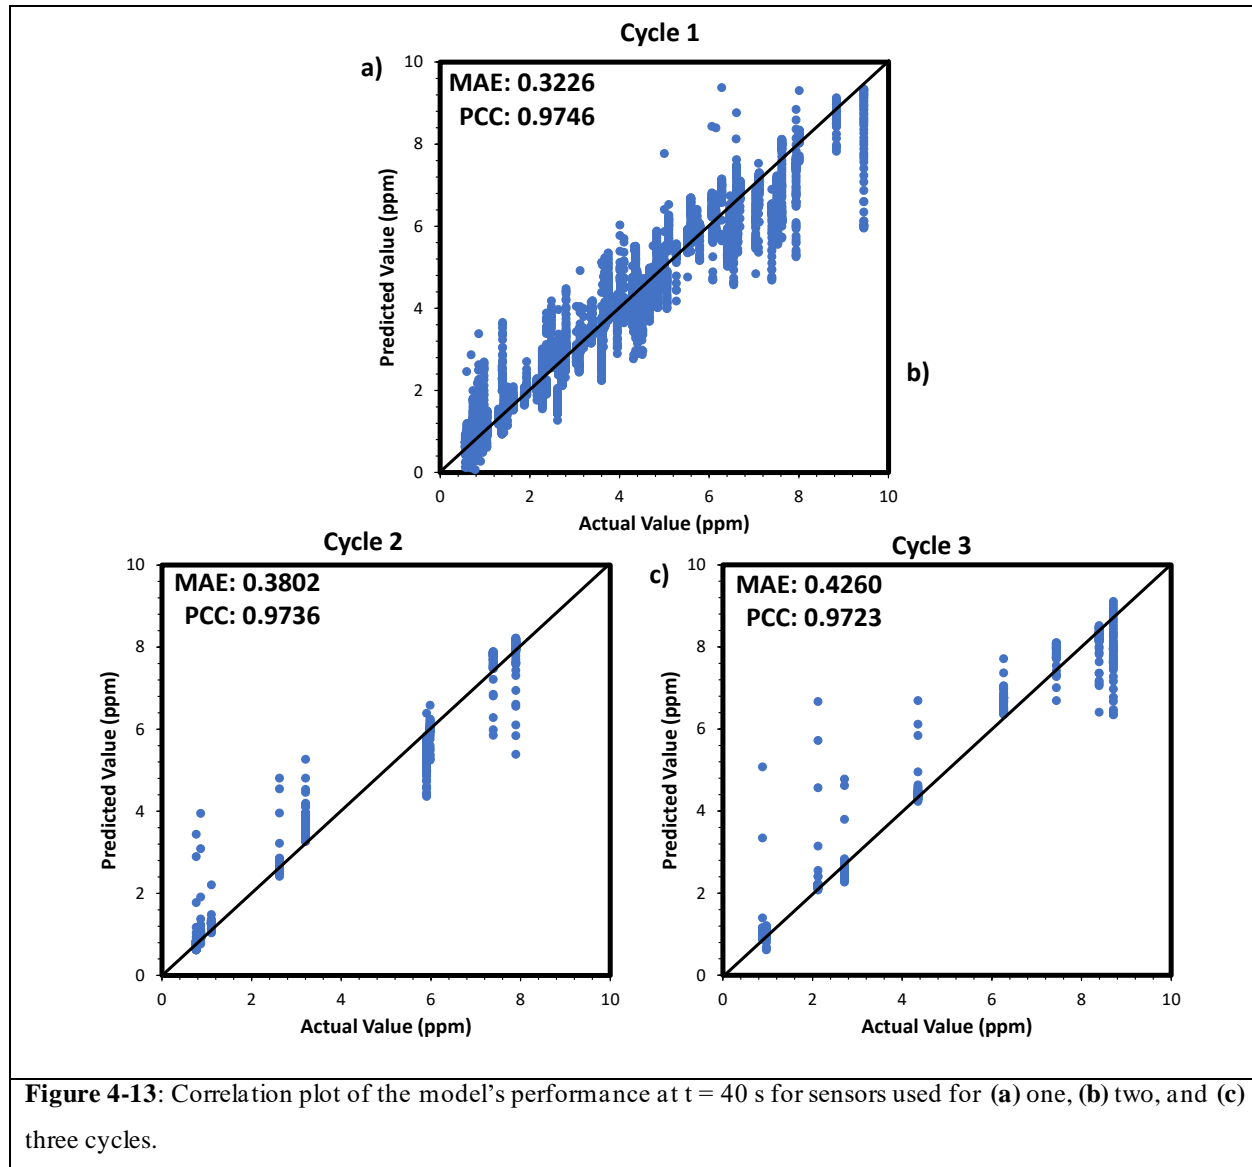 Cycle 1
a)
MAE: 0.3226
PCC: 0.9746
10
8
6
4
2
0
Predicted Value (ppm)
0 2 4 6 8 10
Actual Value (ppm)
b)
Cycle 2
MAE: 0.3802
PCC: 0.9736
10
8
6
4
2
0
Predicted Value (ppm)
0 2 4 6 8 10
Actual Value (ppm)
c)
Cycle 3
MAE: 0.4260
PCC: 0.9723
10
8
6
4
2
0
Predicted Value (ppm)
0 2 4 6 8 10
Actual Value (ppm)
Figure 4-13: Correlation plot of the model's performance at t = 40 s for sensors used for (a) one, (b) two, and (c)
three cycles.